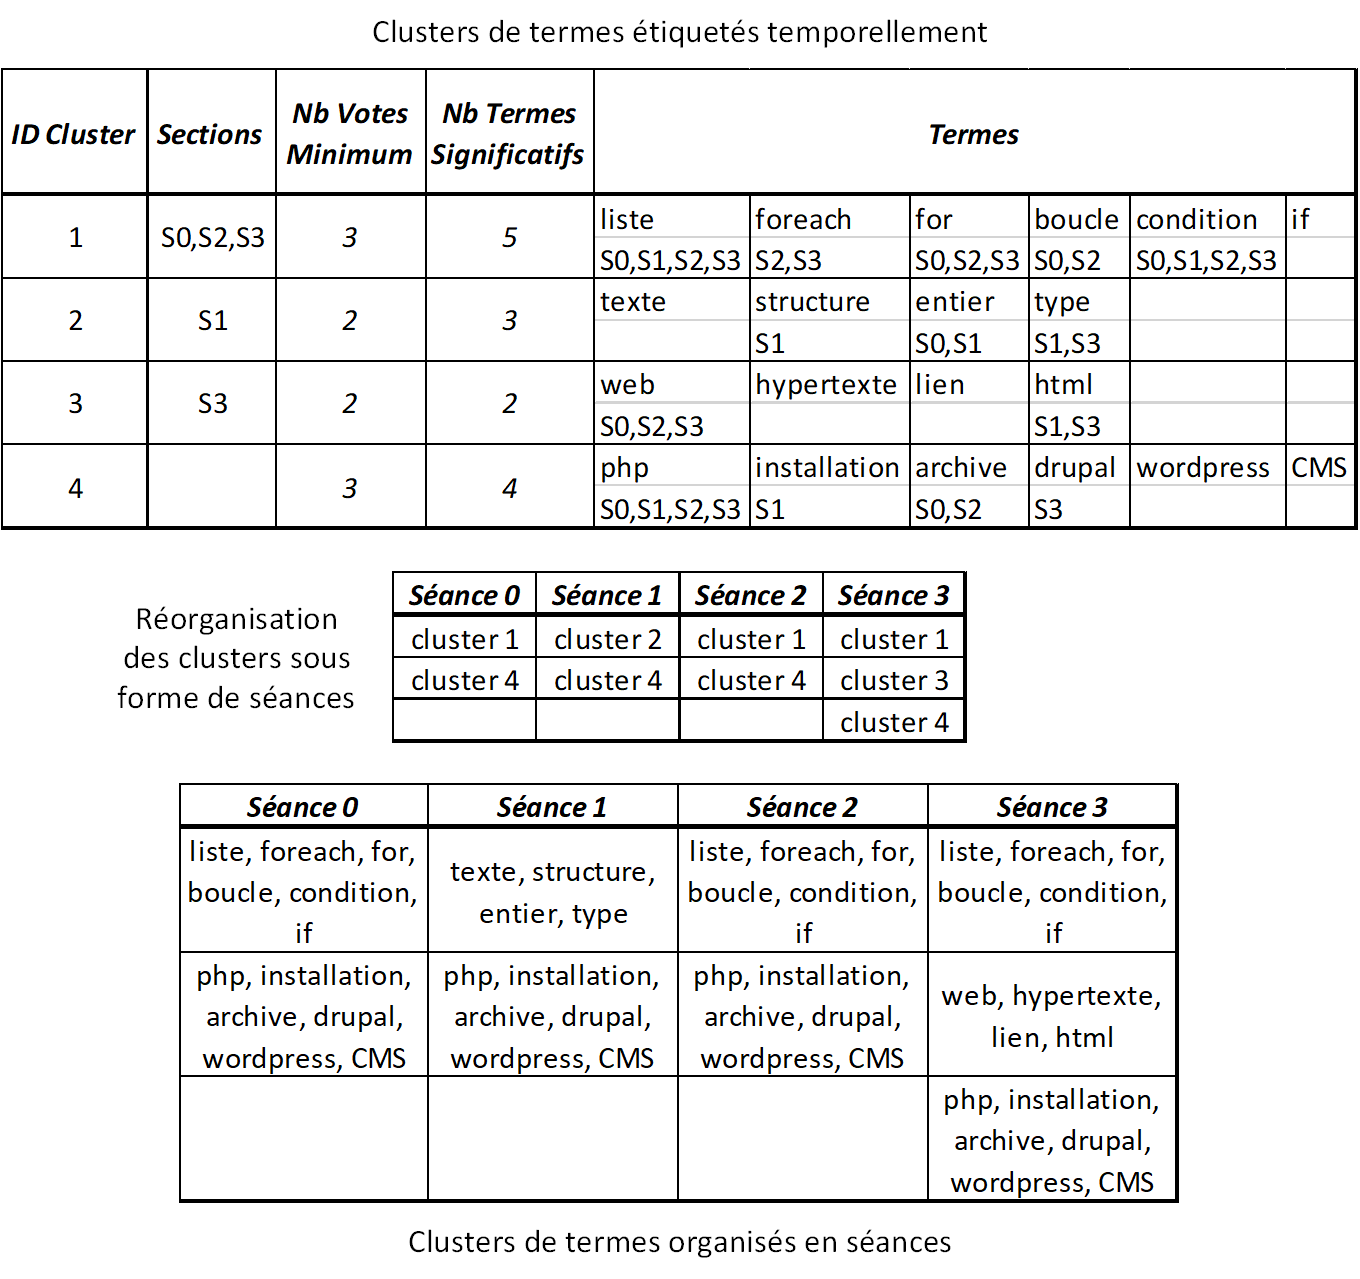 Clusters de termes étiquetés temporellement
ID Cluster Sections Nb Votes Minimum Nb Termes Significatifs Termes
1 S0,S2,S3 3 5 liste foreach for boucle condition if
S0,S1,S2,S3 S2,S3 S0,S2,S3 S0,S2 S0,S1,S2,S3
2 S1 2 3 texte structure entier type
S1 S0,S1 S1,S3
3 S3 2 2 web hypertexte lien html
S0,S2,S3 S1,S3
4 3 4 php installation archive drupal wordpress CMS
S0,S1,S2,S3 S1 S0,S2 S3
Réorganisation
des clusters sous
forme de séances
Séance 0 Séance 1 Séance 2 Séance 3
cluster 1 cluster 2 cluster 1 cluster 1
cluster 4 cluster 4 cluster 4 cluster 3
cluster 4
Séance 0 Séance 1 Séance 2 Séance 3
liste, foreach, for,
boucle, condition,
if
texte, structure,
entier, type
liste, foreach, for,
boucle, condition,
if
liste, foreach, for,
boucle, condition,
if
php, installation,
archive, drupal,
wordpress, CMS
php, installation,
archive, drupal,
wordpress, CMS
php, installation,
archive, drupal,
wordpress, CMS
web, hypertexte,
lien, html
php, installation,
archive, drupal,
wordpress, CMS
Clusters de termes organisés en séances